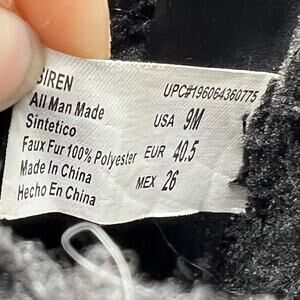 BIREN
UPC#196064360775
All Man Made
USA 9M
Sintetico
Faux Fur 100% Polyester
EUR 40.5
Made In China
MEX 26
Hecho En China